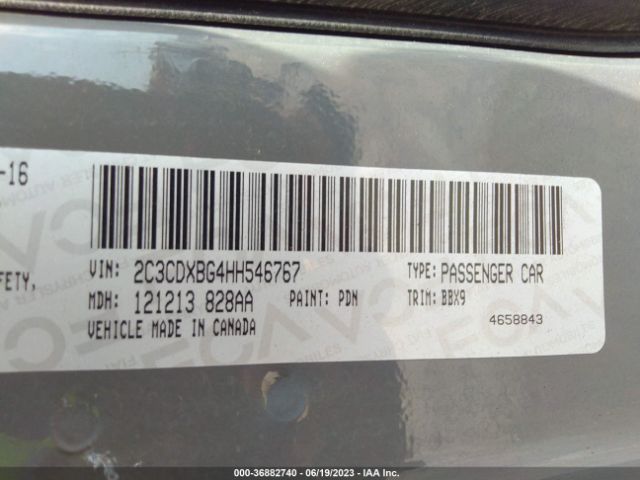 -16
FETY,
VIN: 2C3CDXBG4HH546767 TYPE: PASSENGER CAR
MDH: 121213 828AA PAINT: PDN TRIM: BBX9
VEHICLE MADE IN CANADA 4658843
000-36882740 - 06/19/2023 - IAA Inc.